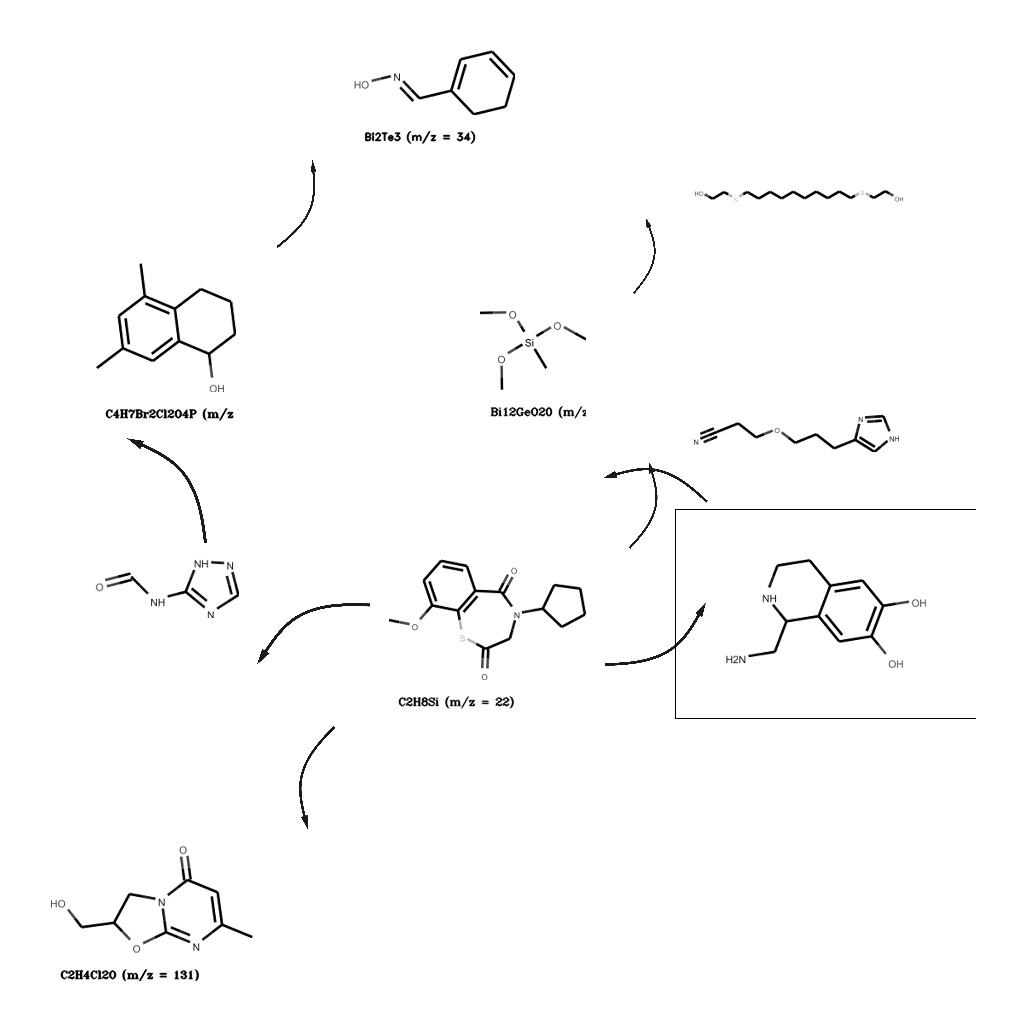 HO
N
Bi2Te3 (m/z = 34)
HO
S
S
OH
O
O
Si
O
OH
C4H7Br2Cl2O4P (m/z
Bi12GeO20 (m/z
N
O
N
NH
O
NH
NH
N
N
O
O
N
S
O
O
C2H8Si (m/z = 22)
NH
OH
OH
H2N
O
HO
N
O
N
C2H4Cl2O (m/z = 131)